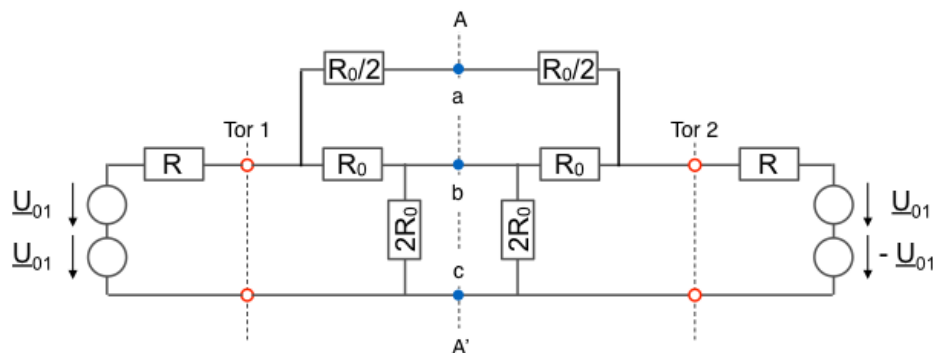 A
R₀/2
R₀/2
a
Tor 1
Tor 2
R
R₀
R₀
R
b
U₀₁
2R₀
2R₀
U₀₁
U₀₁
c
- U₀₁
A'